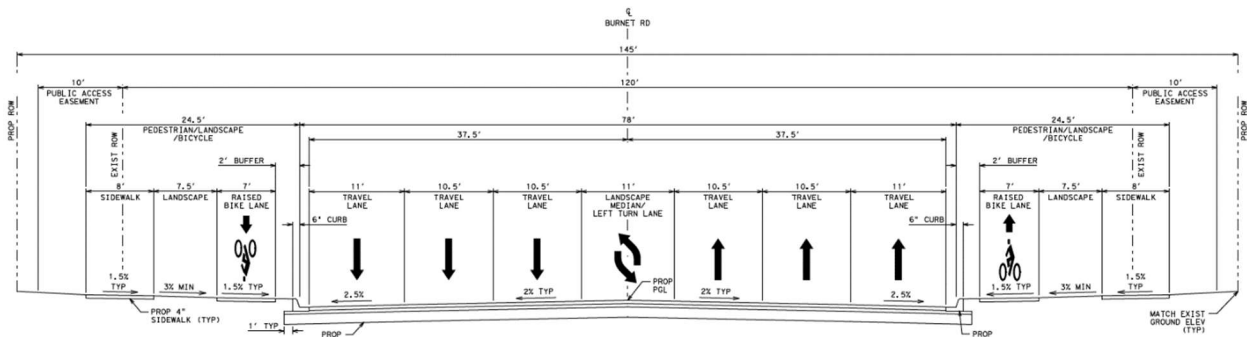 ℄
BURNET RD
145'
10'
PUBLIC ACCESS
EASEMENT
120'
10'
PUBLIC ACCESS
EASEMENT
PROP ROW
EXIST ROW
24.5'
PEDESTRIAN/LANDSCAPE
/BICYCLE
78'
24.5'
PEDESTRIAN/LANDSCAPE
/BICYCLE
EXIST ROW
PROP ROW
37.5'
37.5'
2' BUFFER
2' BUFFER
8'
SIDEWALK
7.5'
LANDSCAPE
7'
RAISED
BIKE LANE
6" CURB
11'
TRAVEL
LANE
10.5'
TRAVEL
LANE
10.5'
TRAVEL
LANE
11'
LANDSCAPE
MEDIAN/
LEFT TURN LANE
10.5'
TRAVEL
LANE
10.5'
TRAVEL
LANE
11'
TRAVEL
LANE
6" CURB
7'
RAISED
BIKE LANE
7.5'
LANDSCAPE
8'
SIDEWALK
1.5%
TYP
3% MIN
1.5% TYP
2.5%
2% TYP
PROP
PGL
2% TYP
2.5%
1.5% TYP
3% MIN
1.5%
TYP
PROP 4"
SIDEWALK (TYP)
1' TYP
PROP
PROP
MATCH EXIST
GROUND ELEV
(TYP)